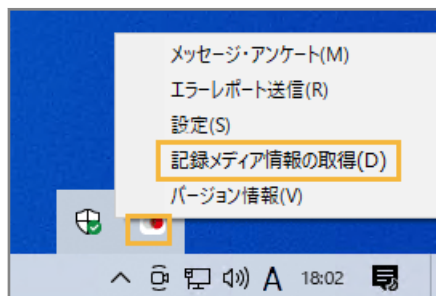 メッセージ・アンケート(M)
エラーレポート送信(R)
設定(S)
記録メディア情報の取得(D)
バージョン情報(V)
A 18:02